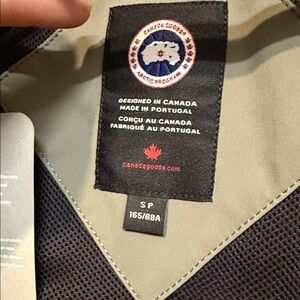 CANADA GOOSE
ARCTIC PROGRAM
DESIGNED IN CANADA
MADE IN PORTUGAL
CONÇU AU CANADA
FABRIQUÉ AU PORTUGAL
canadagoose.com
S P
165/88A
Warranty